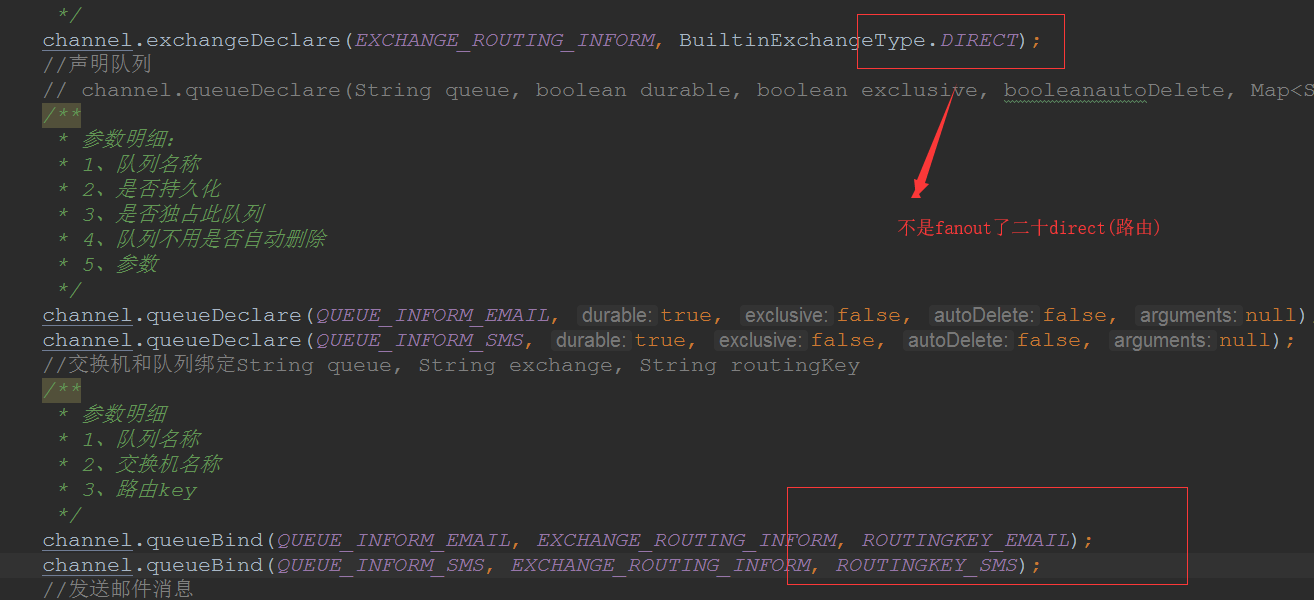 */
channel.exchangeDeclare(EXCHANGE_ROUTING_INFORM, BuiltinExchangeType.DIRECT);
//声明队列
// channel.queueDeclare(String queue, boolean durable, boolean exclusive, booleanautoDelete, Map<S
/**
* 参数明细:
* 1、队列名称
* 2、是否持久化
* 3、是否独占此队列
不是fanout了二十direct(路由)
* 4、队列不用是否自动删除
* 5、参数
*/
channel.queueDeclare(QUEUE_INFORM_EMAIL, durable: true, exclusive: false, autoDelete: false, arguments: null)
channel.queueDeclare(QUEUE_INFORM_SMS, durable: true, exclusive: false, autoDelete: false, arguments: null);
//交换机和队列绑定String queue, String exchange, String routingKey
/**
* 参数明细
* 1、队列名称
* 2、交换机名称
* 3、路由key
*/
channel.queueBind(QUEUE_INFORM_EMAIL, EXCHANGE_ROUTING_INFORM, ROUTINGKEY_EMAIL);
channel.queueBind(QUEUE_INFORM_SMS, EXCHANGE_ROUTING_INFORM, ROUTINGKEY_SMS);
//发送邮件消息